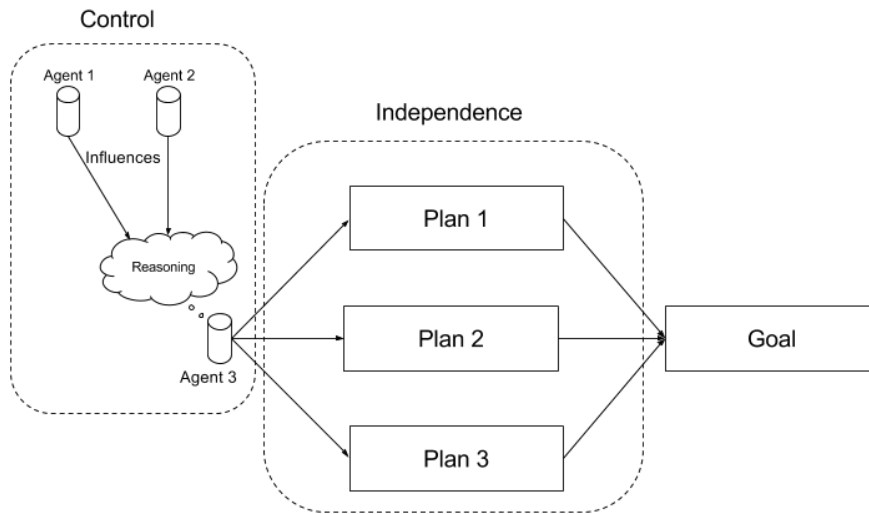 Control
Agent 1
Agent 2
Influences
Reasoning
Agent 3
Independence
Plan 1
Plan 2
Plan 3
Goal